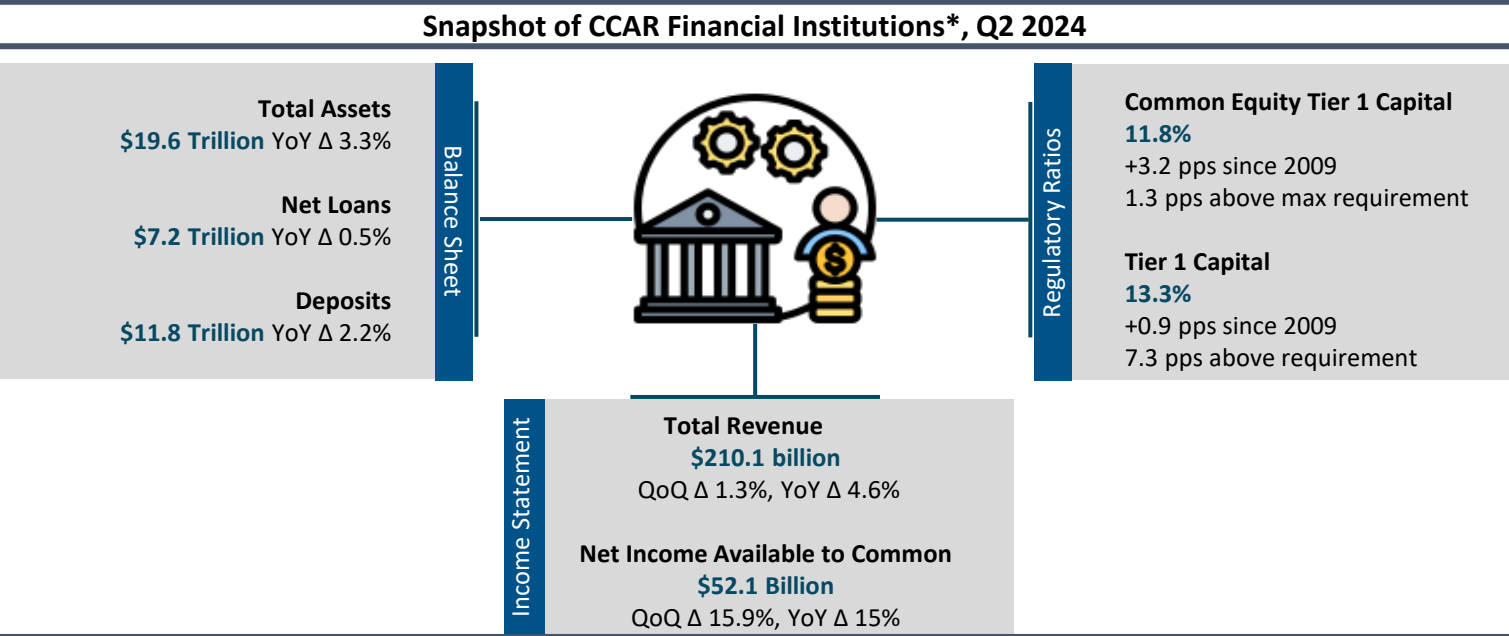 Snapshot of CCAR Financial Institutions*, Q2 2024
Total Assets
$19.6 Trillion YoY Δ 3.3%
Net Loans
$7.2 Trillion YoY Δ 0.5%
Deposits
$11.8 Trillion YoY Δ 2.2%
Balance Sheet
$
Regulatory Ratios
Common Equity Tier 1 Capital
11.8%
+3.2 pps since 2009
1.3 pps above max requirement
Tier 1 Capital
13.3%
+0.9 pps since 2009
7.3 pps above requirement
Income Statement
Total Revenue
$210.1 billion
QoQ Δ 1.3%, YoY Δ 4.6%
Net Income Available to Common
$52.1 Billion
QoQ Δ 15.9%, YoY Δ 15%